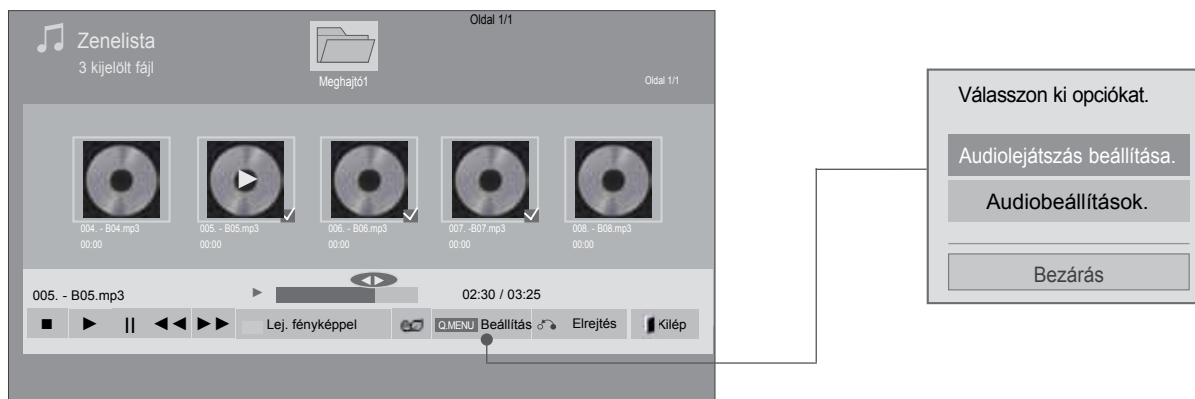 Oldal 1/1
Zenelista
3 kijelölt fájl
Meghajtó1
Oldal 1/1
004. - B04.mp3
00:00
005. - B05.mp3
00:00
006. - B06.mp3
00:00
007. -B07.mp3
00:00
008. - B08.mp3
00:00
005. - B05.mp3
02:30 / 03:25
Lej. fényképpel
Q.MENU Beállítás
Elrejtés
Kilép
Válasszon ki opciókat.
Audiolejátszás beállítása.
Audiobeállítások.
Bezárás